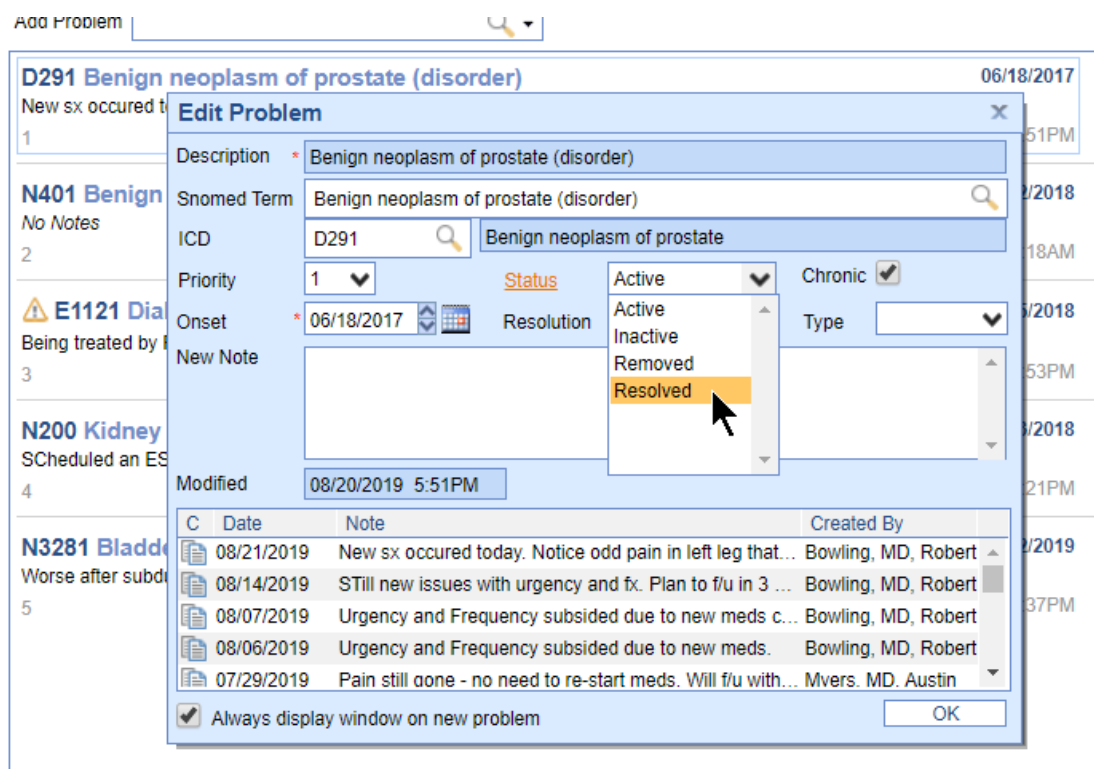 Add Problem
D291 Benign neoplasm of prostate (disorder) 06/18/2017
New sx occured t
1 51PM
Edit Problem x
Description * Benign neoplasm of prostate (disorder)
Snomed Term Benign neoplasm of prostate (disorder)
ICD D291 Benign neoplasm of prostate
Priority 1 Status Active Chronic
Onset * 06/18/2017 Resolution Type
Active
Inactive
Removed
Resolved
New Note
Modified 08/20/2019 5:51PM
C Date Note Created By
08/21/2019 New sx occured today. Notice odd pain in left leg that... Bowling, MD, Robert
08/14/2019 STill new issues with urgency and fx. Plan to f/u in 3 ... Bowling, MD, Robert
08/07/2019 Urgency and Frequency subsided due to new meds c... Bowling, MD, Robert
08/06/2019 Urgency and Frequency subsided due to new meds. Bowling, MD, Robert
07/29/2019 Pain still gone - no need to re-start meds. Will f/u with... Myers, MD, Austin
Always display window on new problem OK
N401 Benign /2018
No Notes
2 18AM
E1121 Dia /2018
Being treated by
3 53PM
N200 Kidney /2018
SCheduled an ES
4 21PM
N3281 Bladde /2019
Worse after subdu
5 37PM